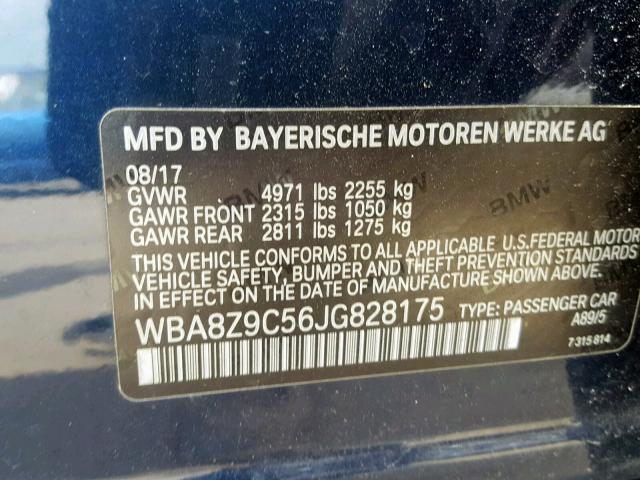 MFD BY BAYERISCHE MOTOREN WERKE AG
08/17
GVWR 4971 lbs 2255 kg
GAWR FRONT 2315 lbs 1050 kg
GAWR REAR 2811 lbs 1275 kg
THIS VEHICLE CONFORMS TO ALL APPLICABLE U.S.FEDERAL MOTOR
VEHICLE SAFETY, BUMPER AND THEFT PREVENTION STANDARDS
IN EFFECT ON THE DATE OF MANUFACTURE SHOWN ABOVE.
WBA8Z9C56JG828175 TYPE: PASSENGER CAR
A89/5
7315814
BMW